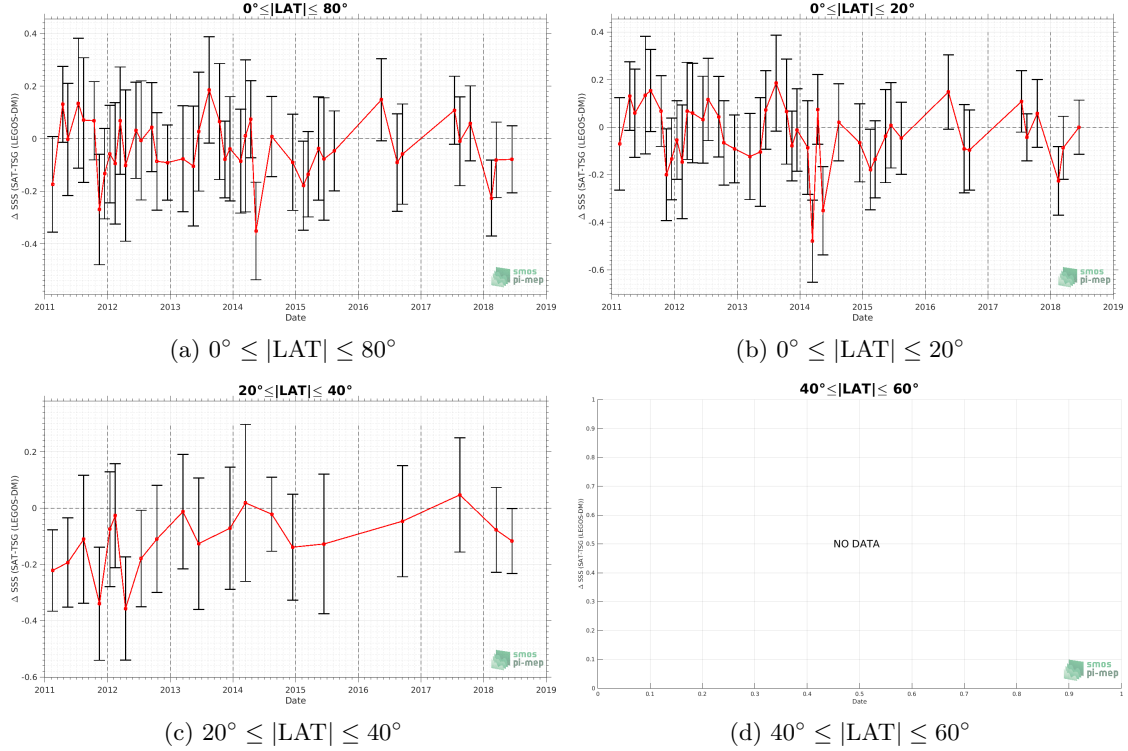 0°≤|LAT|≤ 80°
Δ SSS (SAT-TSG (LEGOS-DM))
0.4
0.2
0
-0.2
-0.4
2011 2012 2013 2014 2015 2016 2017 2018 2019
Date
smos
pi-mep
(a) 0° ≤ |LAT| ≤ 80°
0°≤|LAT|≤ 20°
Δ SSS (SAT-TSG (LEGOS-DM))
0.4
0.2
0
-0.2
-0.4
-0.6
2011 2012 2013 2014 2015 2016 2017 2018 2019
Date
smos
pi-mep
(b) 0° ≤ |LAT| ≤ 20°
20°≤|LAT|≤ 40°
Δ SSS (SAT-TSG (LEGOS-DM))
0.2
0
-0.2
-0.4
-0.6
2011 2012 2013 2014 2015 2016 2017 2018 2019
Date
smos
pi-mep
(c) 20° ≤ |LAT| ≤ 40°
40°≤|LAT|≤ 60°
Δ SSS (SAT-TSG (LEGOS-DM))
1
0.9
0.8
0.7
0.6
0.5
0.4
0.3
0.2
0.1
0
NO DATA
0 0.1 0.2 0.3 0.4 0.5 0.6 0.7 0.8 0.9 1
Date
smos
pi-mep
(d) 40° ≤ |LAT| ≤ 60°